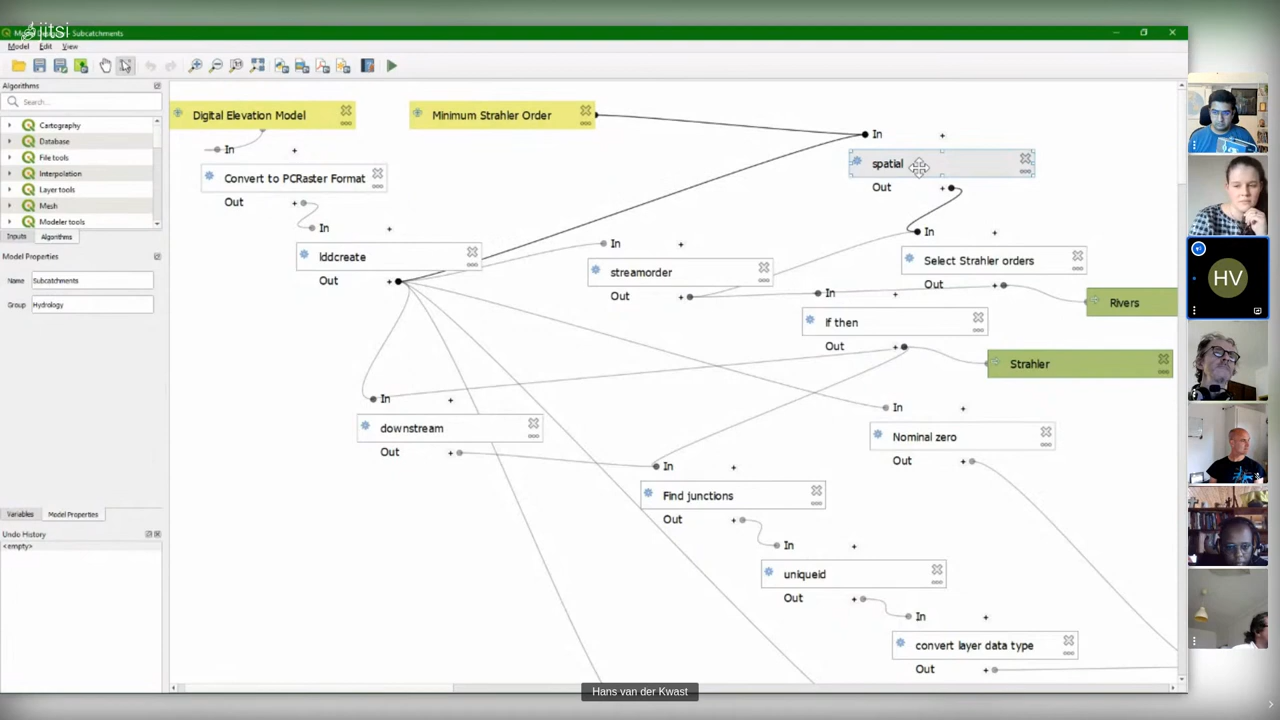 jitsi
Subcatchments
Model Edit View
Algorithms
Search...
Cartography
Database
File tools
Interpolation
Layer tools
Mesh
Modeler tools
Inputs Algorithms
Model Properties
Name Subcatchments
Group Hydrology
Variables Model Properties
Undo History
<empty>
Digital Elevation Model
Minimum Strahler Order
In
In
Convert to PCRaster Format
spatial
Out
Out
In
In
lddcreate
In
streamorder
Select Strahler orders
Out
Out
Out
In
Rivers
If then
Out
Strahler
In
downstream
In
Nominal zero
Out
Out
In
Find junctions
Out
In
uniqueid
Out
In
convert layer data type
Out
HV
Hans van der Kwast